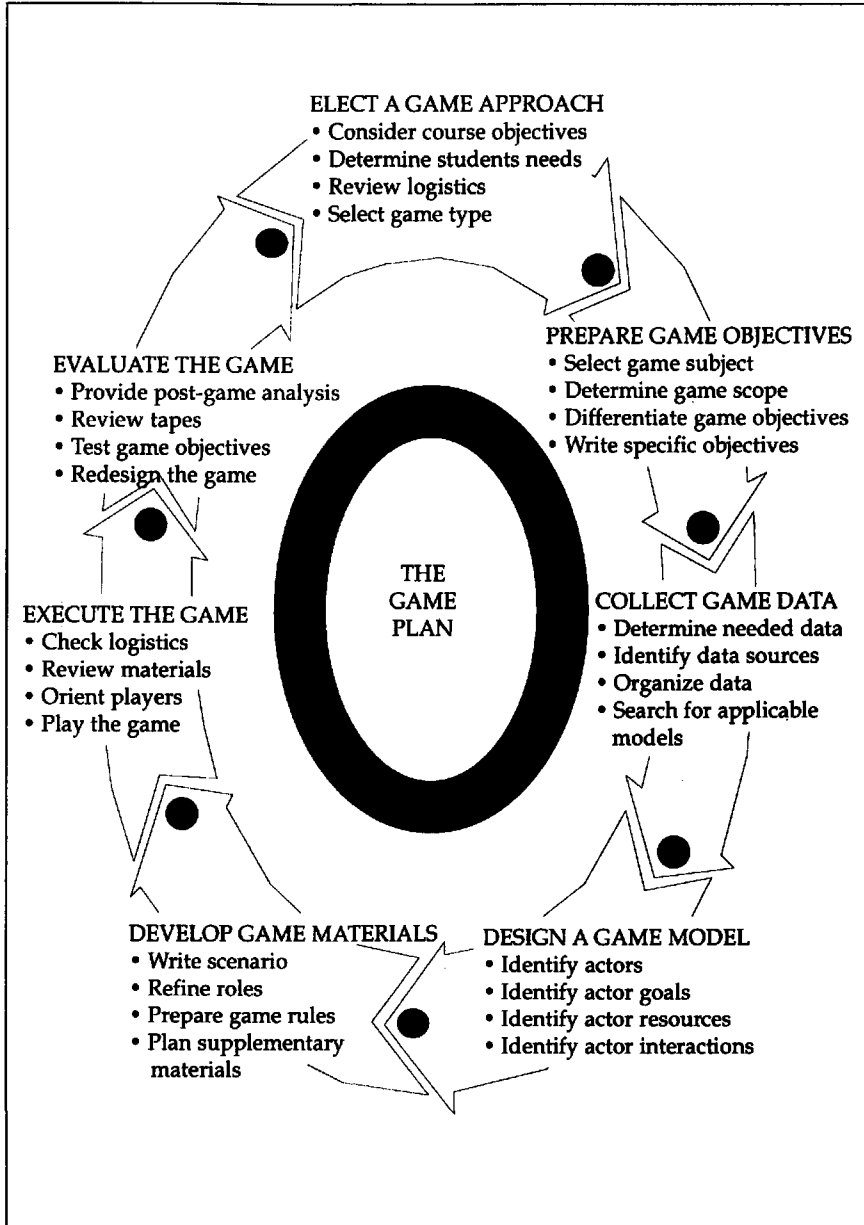 ELECT A GAME APPROACH
• Consider course objectives
• Determine students needs
• Review logistics
• Select game type
PREPARE GAME OBJECTIVES
• Select game subject
• Determine game scope
• Differentiate game objectives
• Write specific objectives
COLLECT GAME DATA
• Determine needed data
• Identify data sources
• Organize data
• Search for applicable
models
DESIGN A GAME MODEL
• Identify actors
• Identify actor goals
• Identify actor resources
• Identify actor interactions
DEVELOP GAME MATERIALS
• Write scenario
• Refine roles
• Prepare game rules
• Plan supplementary
materials
EXECUTE THE GAME
• Check logistics
• Review materials
• Orient players
• Play the game
EVALUATE THE GAME
• Provide post-game analysis
• Review tapes
• Test game objectives
• Redesign the game
THE
GAME
PLAN